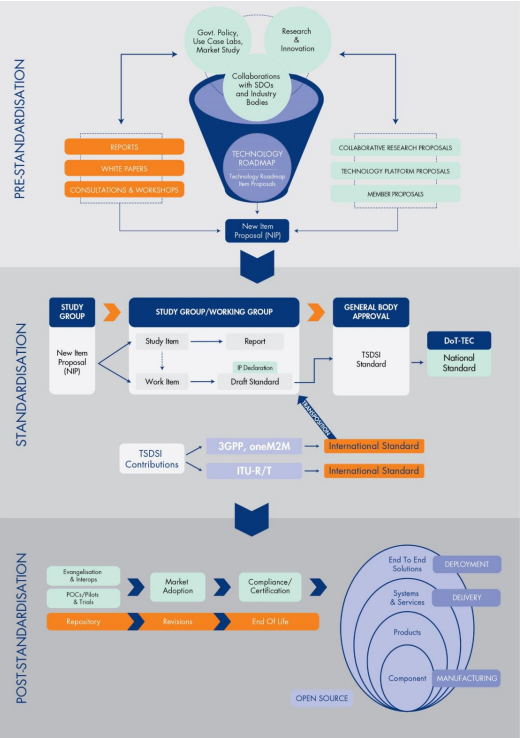 PRE-STANDARDISATION
Govt. Policy,
Use Case Labs,
Market Study
Research
&
Innovation
Collaborations
with SDOs
and Industry
Bodies
TECHNOLOGY
ROADMAP
Technology Roadmap
Item Proposals
REPORTS
WHITE PAPERS
CONSULTATIONS & WORKSHOPS
COLLABORATIVE RESEARCH PROPOSALS
TECHNOLOGY PLATFORM PROPOSALS
MEMBER PROPOSALS
New Item
Proposal (NIP)
STANDARDISATION
STUDY
GROUP
New Item
Proposal
(NIP)
STUDY GROUP/WORKING GROUP
Study Item
Report
IP Declaration
Work Item
Draft Standard
GENERAL BODY
APPROVAL
TSDSI
Standard
DoT-TEC
National
Standard
TRANSPOSITION
TSDSI
Contributions
3GPP, oneM2M
International Standard
ITU-R/T
International Standard
POST-STANDARDISATION
Evangelisation
& Interops
POCs/Pilots
& Trials
Market
Adoption
Compliance/
Certification
Repository
Revisions
End Of Life
End To End
Solutions
DEPLOYMENT
Systems
& Services
DELIVERY
Products
Component
MANUFACTURING
OPEN SOURCE